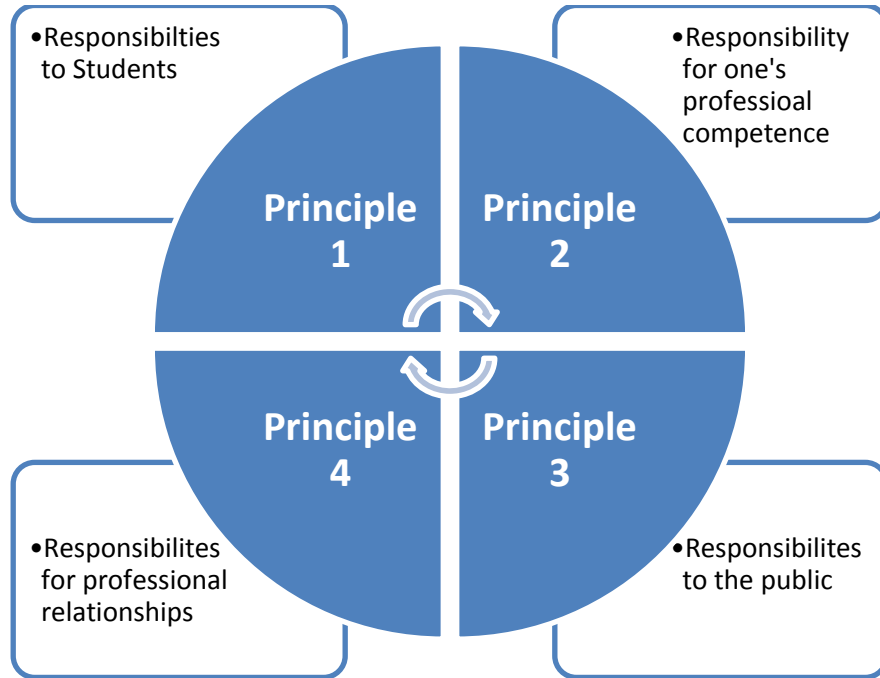 •Responsibilties
to Students
•Responsibility
for one's
professioal
competence
Principle
1
Principle
2
Principle
4
Principle
3
•Responsibilites
for professional
relationships
•Responsibilites
to the public